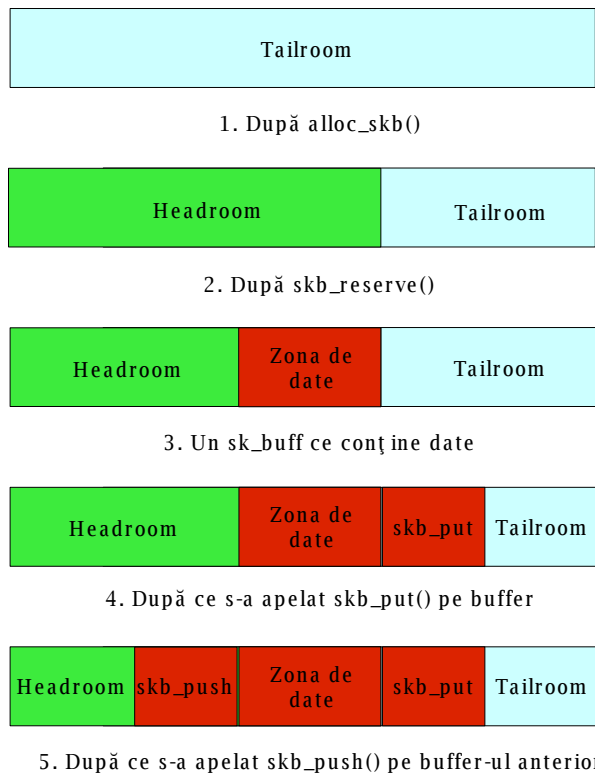 Tailroom
1. După alloc_skb()
Headroom Tailroom
2. După skb_reserve()
Headroom Zona de date Tailroom
3. Un sk_buff ce conţine date
Headroom Zona de date skb_put Tailroom
4. După ce s-a apelat skb_put() pe buffer
Headroom skb_push Zona de date skb_put Tailroom
5. După ce s-a apelat skb_push() pe buffer-ul anterior